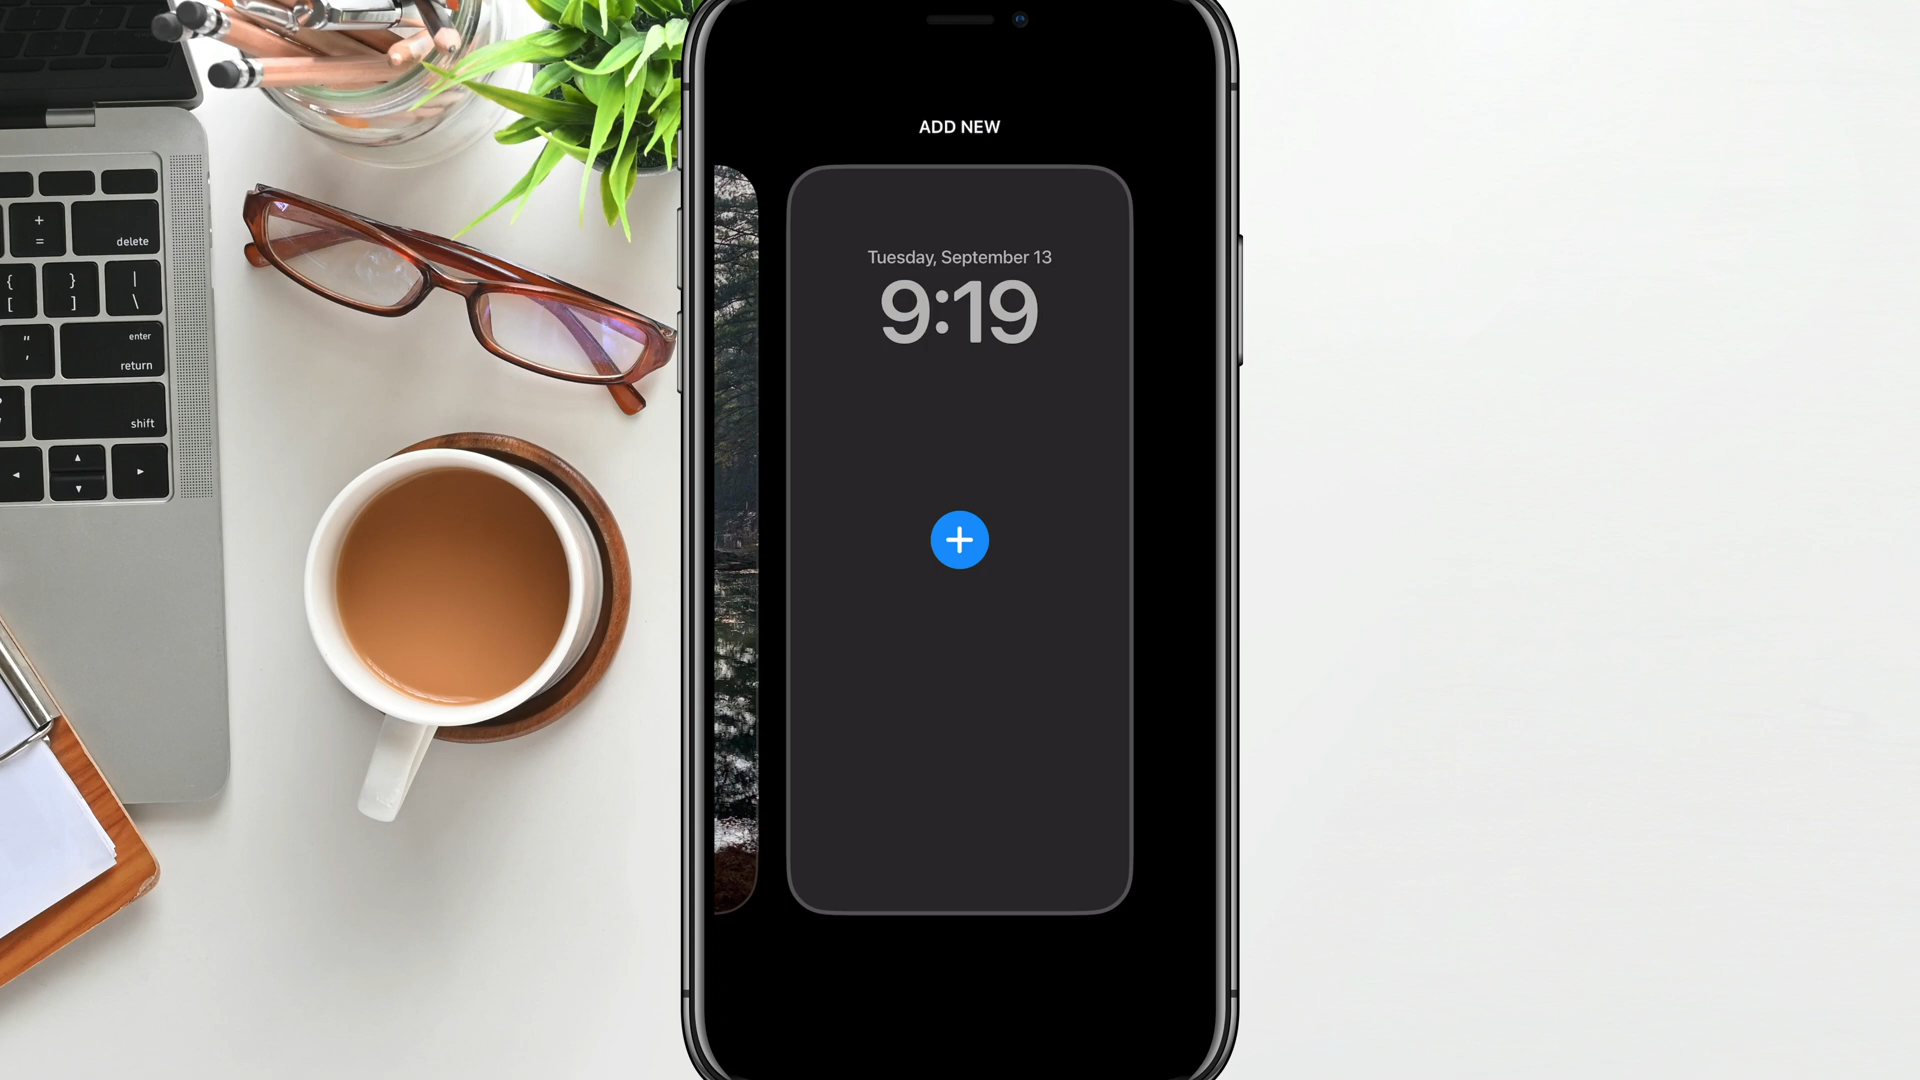 ADD NEW
Tuesday, September 13
9:19
+
=
delete
{
[
}
]
|
\
"
'
enter
return
shift